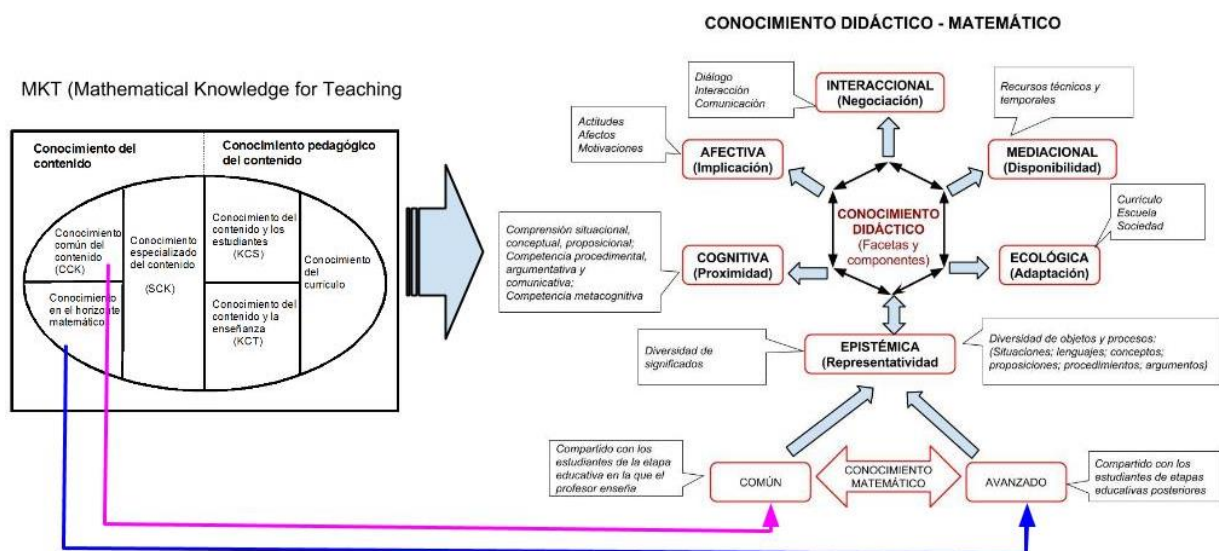 CONOCIMIENTO DIDÁCTICO - MATEMÁTICO
MKT (Mathematical Knowledge for Teaching
Conocimiento del
contenido
Conocimiento pedagógico
del contenido
Conocimiento
común del
contenido
(CCK)
Conocimiento
especializado del
contenido
(SCK)
Conocimiento
en el horizonte
matemático
Conocimiento del
contenido y los
estudiantes
(KCS)
Conocimiento del
contenido y la
enseñanza
(KCT)
Conocimiento
del
currículo
Diálogo
Interacción
Comunicación
INTERACCIONAL
(Negociación)
Recursos técnicos y
temporales
Actitudes
Afectos
Motivaciones
AFECTIVA
(Implicación)
MEDIACIONAL
(Disponibilidad)
CONOCIMIENTO
DIDÁCTICO
(Facetas y
componentes)
Currículo
Escuela
Sociedad
Comprensión situacional,
conceptual, proposicional;
Competencia procedimental,
argumentativa y
comunicativa;
Competencia metacognitiva
COGNITIVA
(Proximidad)
ECOLÓGICA
(Adaptación)
Diversidad de
significados
EPISTÉMICA
(Representatividad
Diversidad de objetos y procesos:
(Situaciones; lenguajes; conceptos;
proposiciones; procedimientos; argumentos)
Compartido con los
estudiantes de la etapa
educativa en la que el
profesor enseña
COMÚN
CONOCIMIENTO
MATEMÁTICO
AVANZADO
Compartido con los
estudiantes de etapas
educativas posteriores